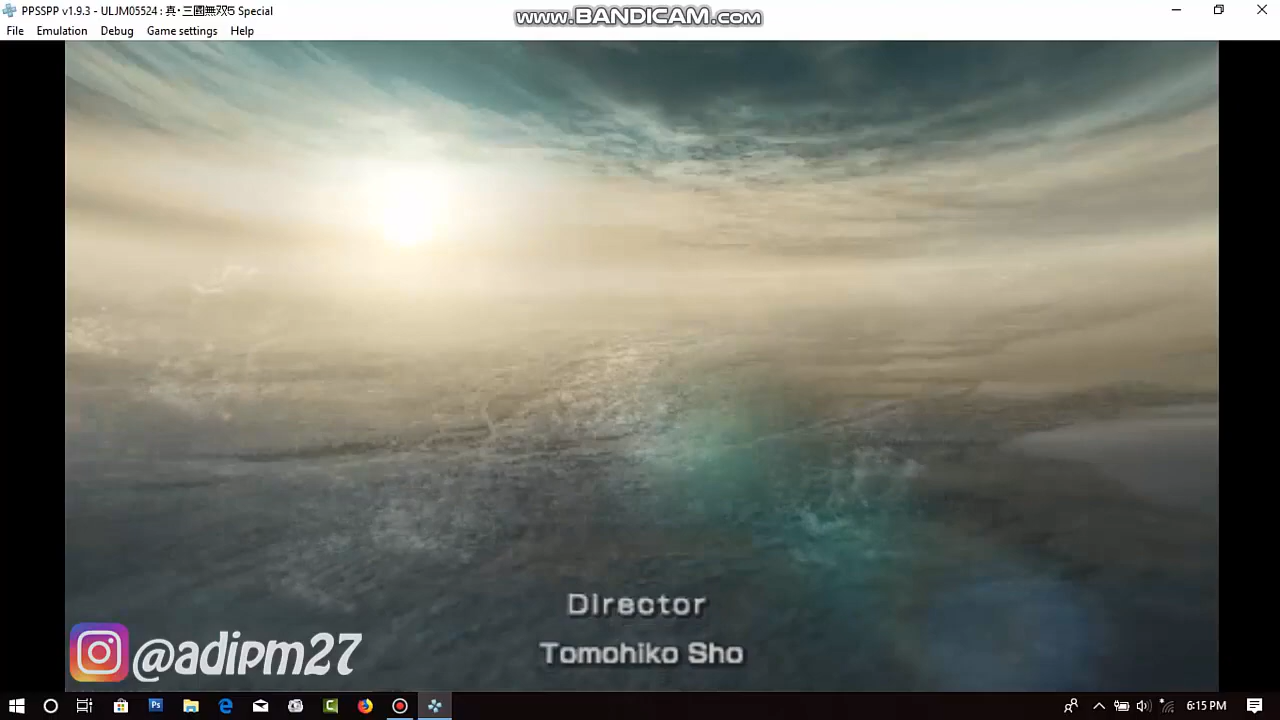 PPSSPP v1.9.3 - ULJM05524 : 真・三國無双5 Special
www.BANDICAM.com
File Emulation Debug Game settings Help
Director
Tomohiko Sho
@adipm27
Ps
6:15 PM